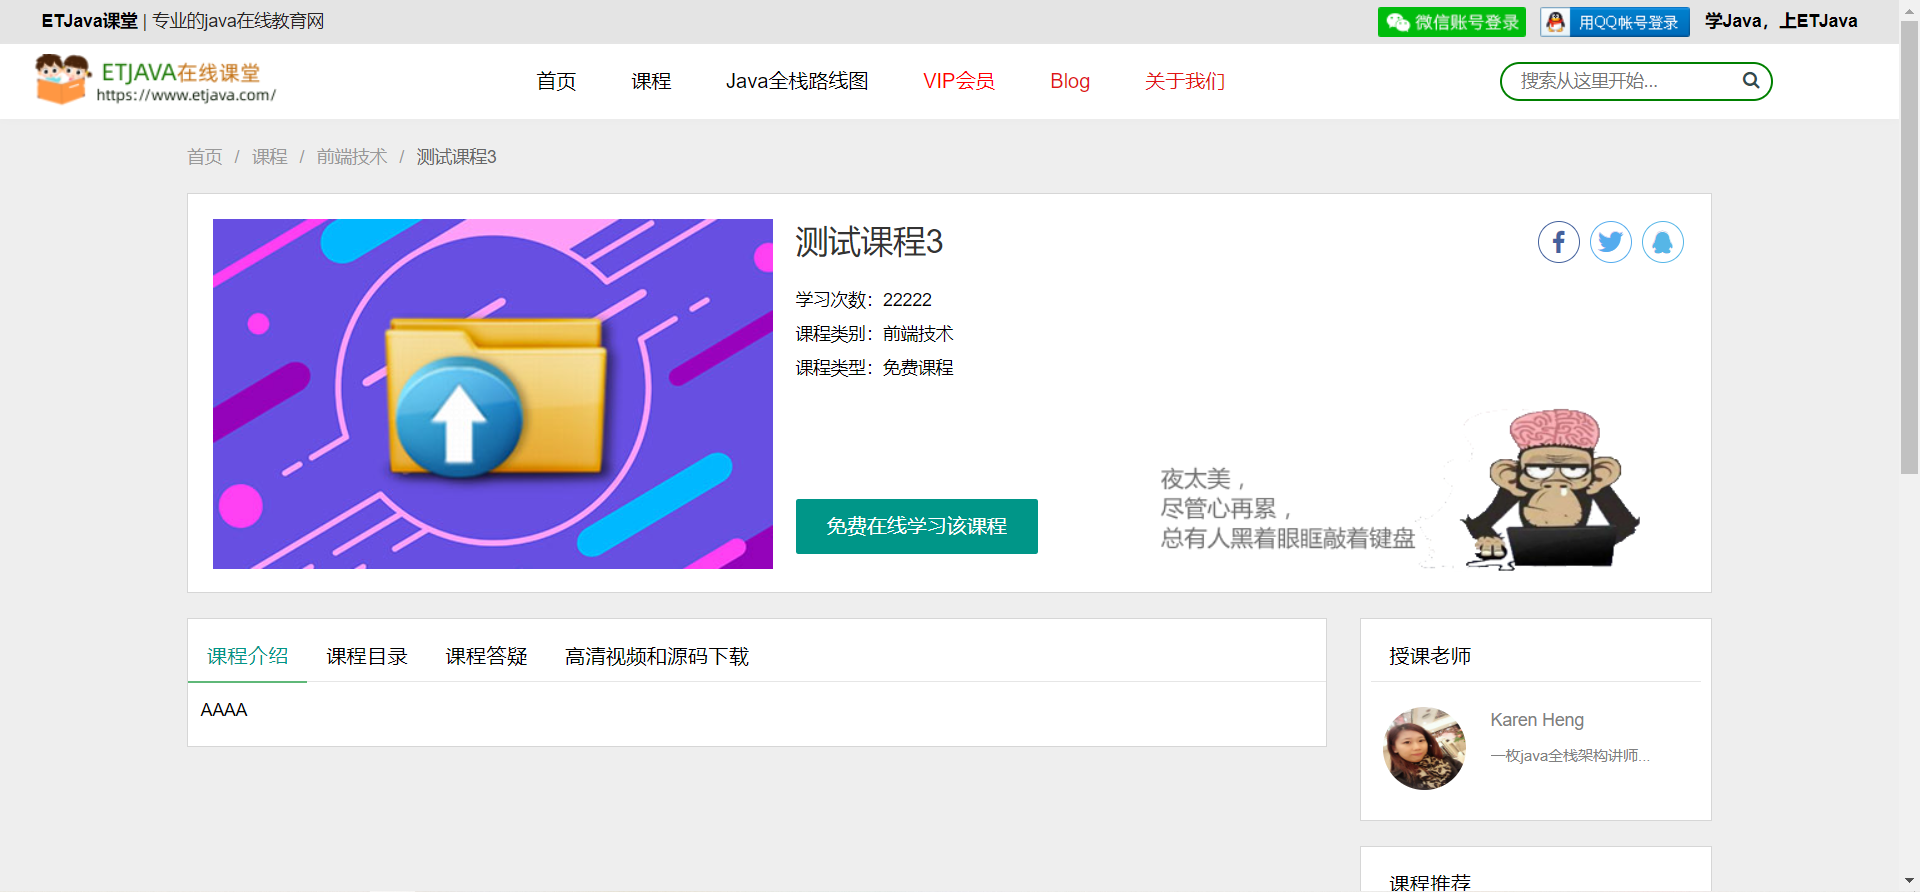 ETJava课堂 | 专业的java在线教育网
微信账号登录
用QQ帐号登录
学Java，上ETJava
ETJAVA在线课堂
https://www.etjava.com/
首页
课程
Java全栈路线图
VIP会员
Blog
关于我们
搜索从这里开始...
首页 / 课程 / 前端技术 / 测试课程3
测试课程3
学习次数：22222
课程类别：前端技术
课程类型：免费课程
免费在线学习该课程
夜太美，
尽管心再累，
总有人黑着眼眶敲着键盘
课程介绍
课程目录
课程答疑
高清视频和源码下载
AAAA
授课老师
Karen Heng
一枚java全栈架构讲师...
课程推荐